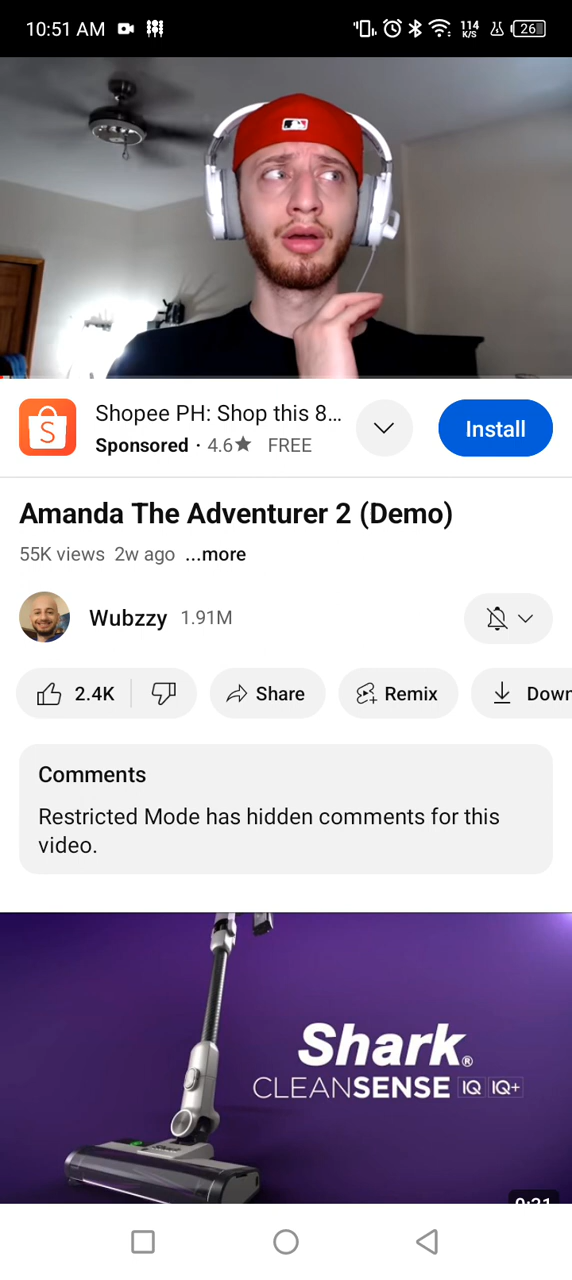 10:51 AM
114
K/S
26
Shopee PH: Shop this 8...
Sponsored · 4.6★ FREE
Install
Amanda The Adventurer 2 (Demo)
55K views 2w ago ...more
Wubzzy 1.91M
2.4K
Share
Remix
Down
Comments
Restricted Mode has hidden comments for this
video.
Shark®
CLEANSENSE IQ IQ+